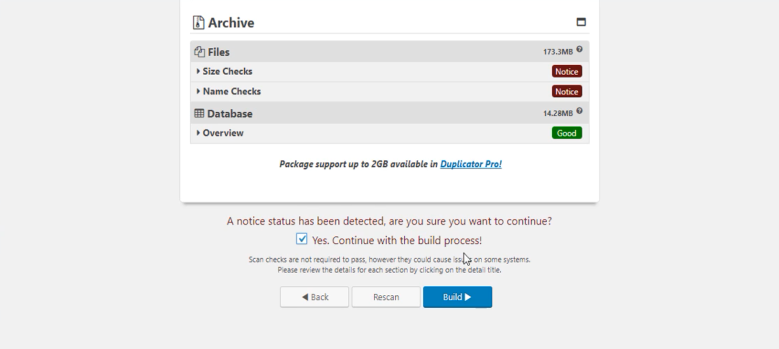 Archive
Files 173.3MB
Size Checks Notice
Name Checks Notice
Database 14.28MB
Overview Good
Package support up to 2GB available in Duplicator Pro!
A notice status has been detected, are you sure you want to continue?
Yes. Continue with the build process!
Scan checks are not required to pass, however they could cause issues on some systems.
Please review the details for each section by clicking on the detail title.
Back Rescan Build